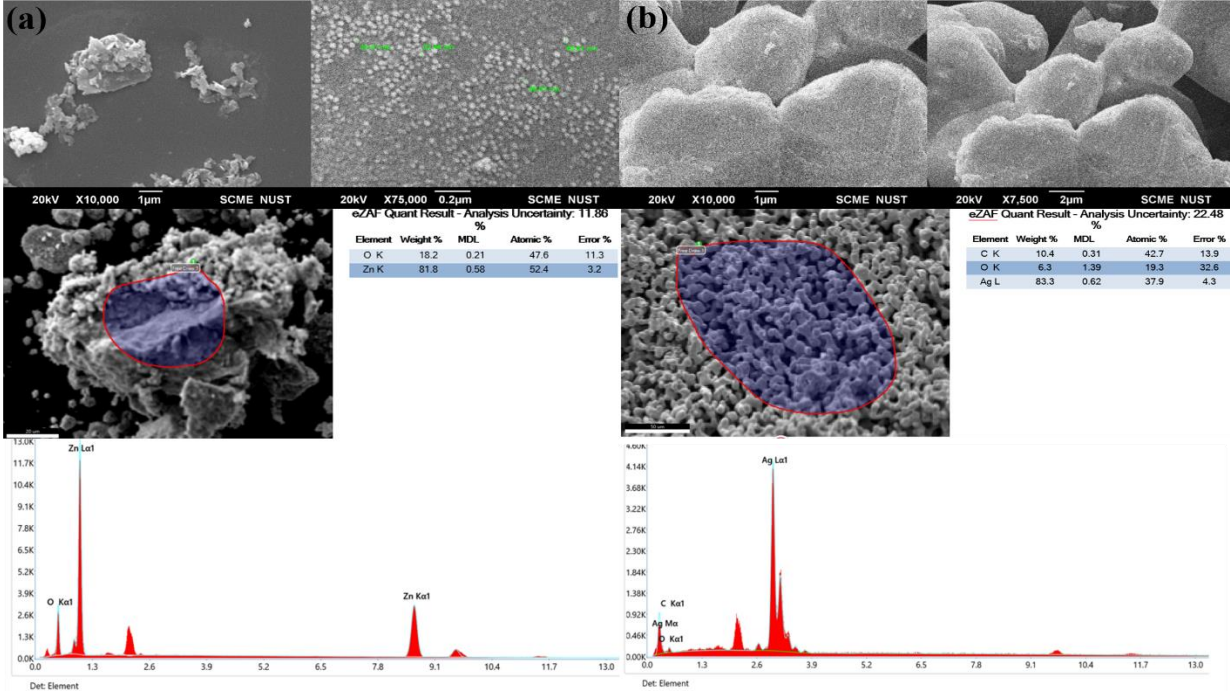 (a)
(b)
20kV X10,000 1µm SCME NUST
20kV X75,000 0.2µm SCME NUST
20kV X10,000 1µm
20kV X7,500 2µm SCME NUST
eZAF Quant Result - Analysis Uncertainty: 11.86
%
Element Weight % MDL Atomic % Error %
O K 18.2 0.21 47.6 11.3
Zn K 81.8 0.58 52.4 3.2
eZAF Quant Result - Analysis Uncertainty: 22.48
%
Element Weight % MDL Atomic % Error %
C K 10.4 0.31 42.7 13.9
O K 6.3 1.39 19.3 32.6
Ag L 83.3 0.62 37.9 4.3
13.0K
11.7K
10.4K
9.1K
7.8K
6.5K
5.2K
3.9K
2.6K
1.3K
0.0K
Zn Lα1
O Kα1
Zn Kα1
0.0 1.3 2.6 3.9 5.2 6.5 7.8 9.1 10.4 11.7 13.0
Det: Element
4.60K
4.14K
3.68K
3.22K
2.76K
2.30K
1.84K
1.38K
0.92K
0.46K
0.00K
Ag Lα1
C Kα1
Ag Mα
O Kα1
0.0 1.3 2.6 3.9 5.2 6.5 7.8 9.1 10.4 11.7 13.0
Det: Element